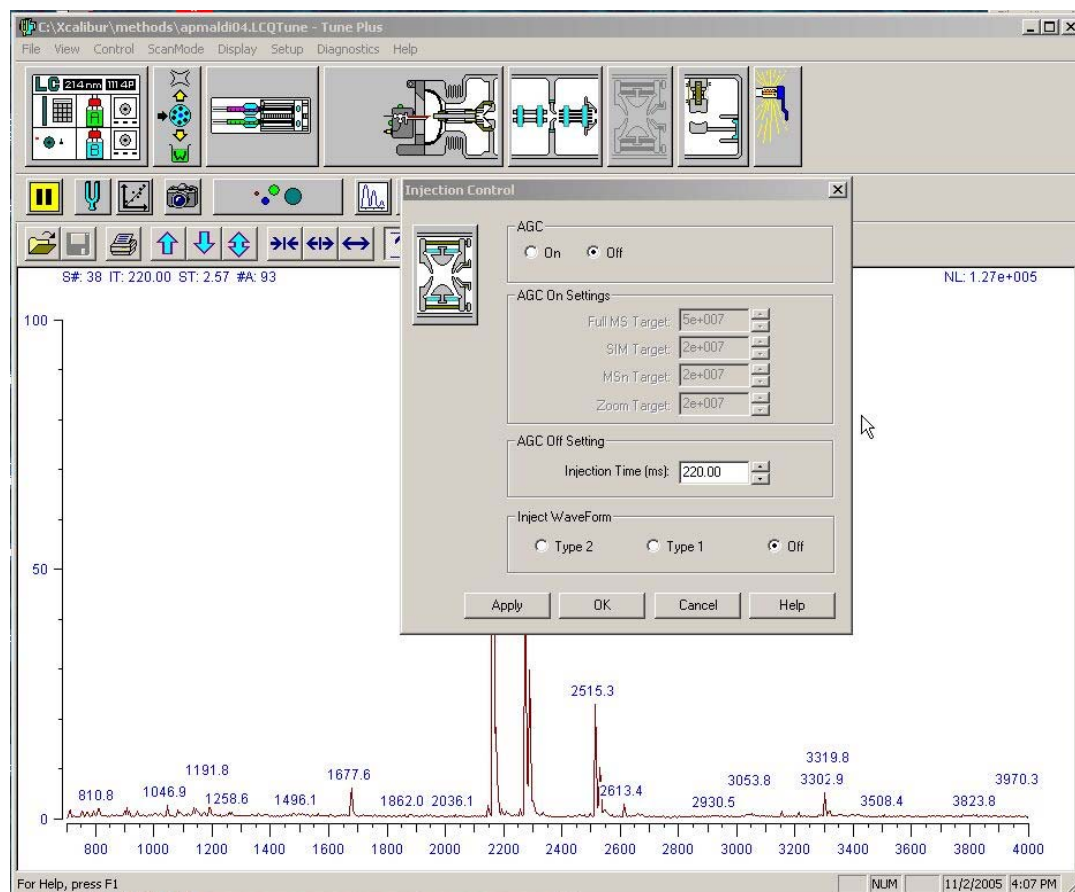 C:\Xcalibur\methods\apmaldi04.LCQTune - Tune Plus
File View Control ScanMode Display Setup Diagnostics Help
LC 214nm 1114P
A
B
Injection Control
S#: 38 IT: 220.00 ST: 2.57 #A: 93
NL: 1.27e+005
AGC
On Off
AGC On Settings
Full MS Target: 5e+007
SIM Target: 2e+007
MSn Target: 2e+007
Zoom Target: 2e+007
AGC Off Setting
Injection Time (ms): 220.00
Inject WaveForm
Type 2 Type 1 Off
Apply OK Cancel Help
100
50
0
810.8
1046.9
1191.8
1258.6
1496.1
1677.6
1862.0
2036.1
2515.3
2613.4
2930.5
3053.8
3319.8
3302.9
3508.4
3823.8
3970.3
800 1000 1200 1400 1600 1800 2000 2200 2400 2600 2800 3000 3200 3400 3600 3800 4000
For Help, press F1
NUM
11/2/2005
4:07 PM